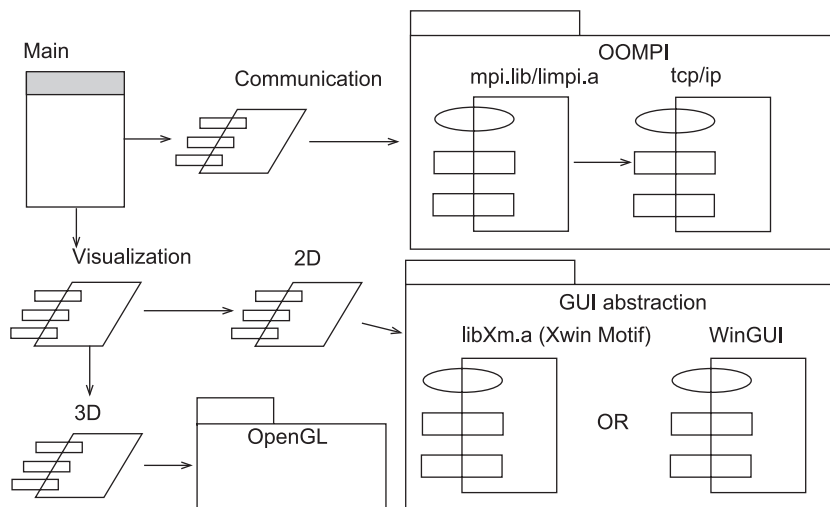 Main
Communication
OOMPI
mpi.lib/limpi.a
tcp/ip
Visualization
2D
GUI abstraction
libXm.a (Xwin Motif)
WinGUI
OR
3D
OpenGL